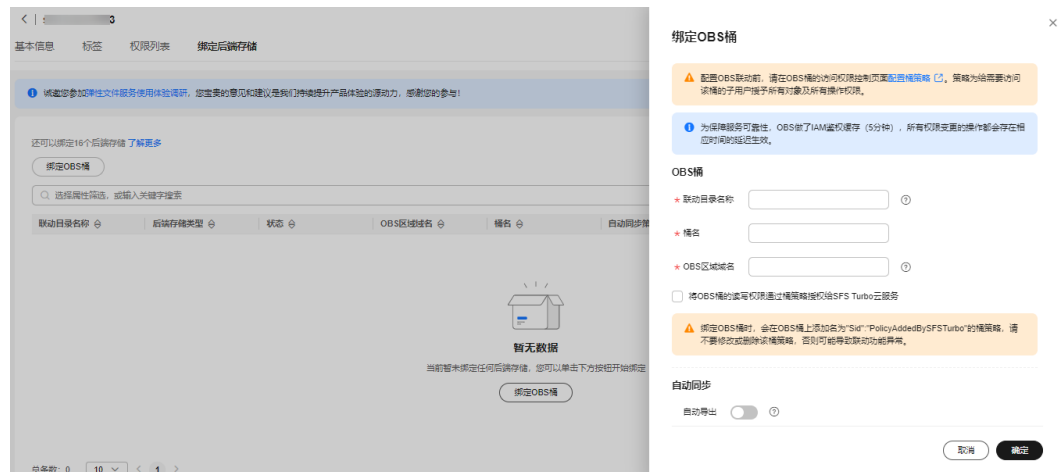 3
基本信息 标签 权限列表 绑定后端存储
诚邀您参加弹性文件服务使用体验调研，您宝贵的意见和建议是我们持续提升产品体验的源动力，感谢您的参与！
还可以绑定16个后端存储 了解更多
绑定OBS桶
选择属性筛选，或输入关键字搜索
联动目录名称 后端存储类型 状态 OBS区域域名 桶名 自动同步策
暂无数据
当前暂未绑定任何后端存储，您可以单击下方按钮开始绑定
绑定OBS桶
总条数: 0 10 1
绑定OBS桶
配置OBS联动前，请在OBS桶的访问权限控制页面配置桶策略，策略为给需要访问
该桶的子用户授予所有对象及所有操作权限。
为保障服务可靠性，OBS做了IAM鉴权缓存（5分钟），所有权限变更的操作都会存在相
应时间的延迟生效。
OBS桶
* 联动目录名称
* 桶名
* OBS区域域名
将OBS桶的读写权限通过桶策略授权给SFS Turbo云服务
绑定OBS桶时，会在OBS桶上添加名为"Sid":"PolicyAddedBySFSTurbo"的桶策略，请
不要修改或删除该桶策略，否则可能导致联动功能异常。
自动同步
自动导出
取消 确定